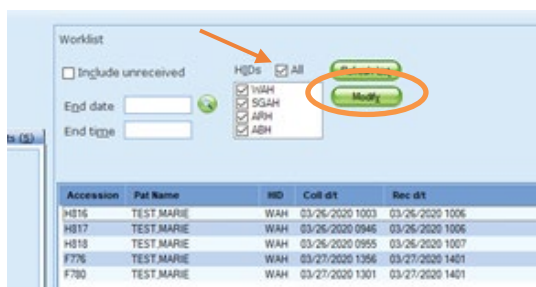 Worklist
Include unreceived
HIDs All
Modify
WAH
SGAH
ARH
ABH
End date
End time
ts (S)
Accession Pat Name HID Coll d/t Rec d/t
H816 TEST,MARIE WAH 03/26/2020 1003 03/26/2020 1006
H817 TEST,MARIE WAH 03/26/2020 0946 03/26/2020 1006
H818 TEST,MARIE WAH 03/26/2020 0955 03/26/2020 1007
F776 TEST,MARIE WAH 03/27/2020 1356 03/27/2020 1401
F780 TEST,MARIE WAH 03/27/2020 1301 03/27/2020 1401